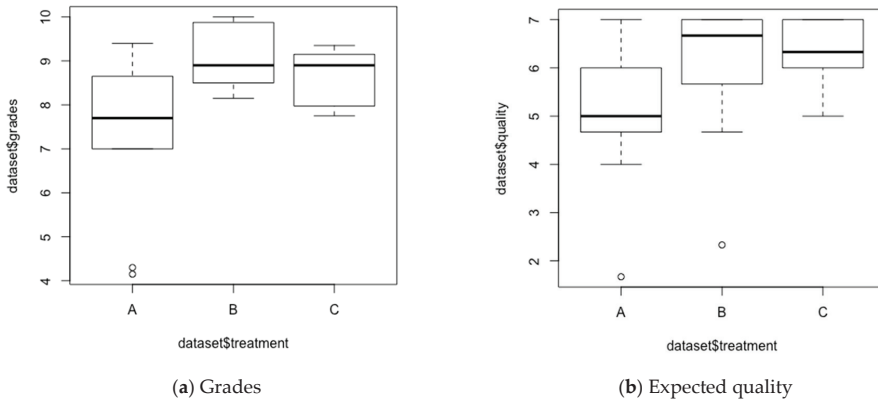 dataset$grades
10
9
8
7
6
5
4
A B C
dataset$treatment
(a) Grades
dataset$quality
7
6
5
4
3
2
A B C
dataset$treatment
(b) Expected quality